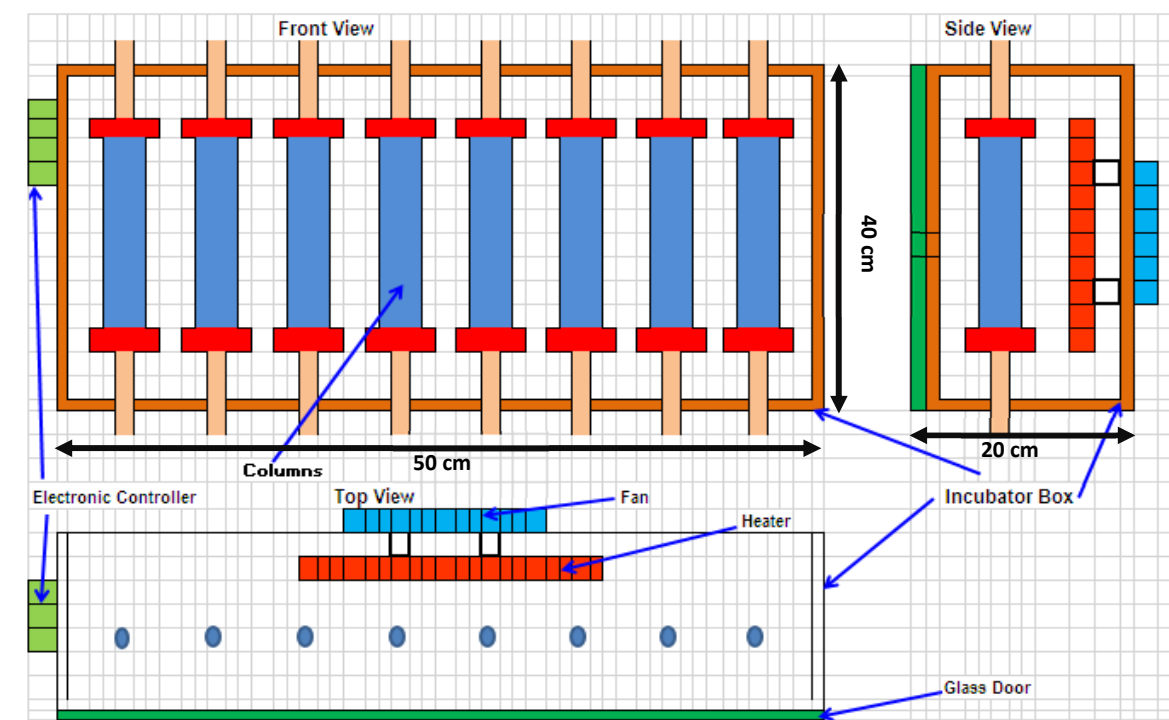 Front View
Side View
40 cm
50 cm
20 cm
Columns
Electronic Controller
Top View
Fan
Incubator Box
Heater
Glass Door